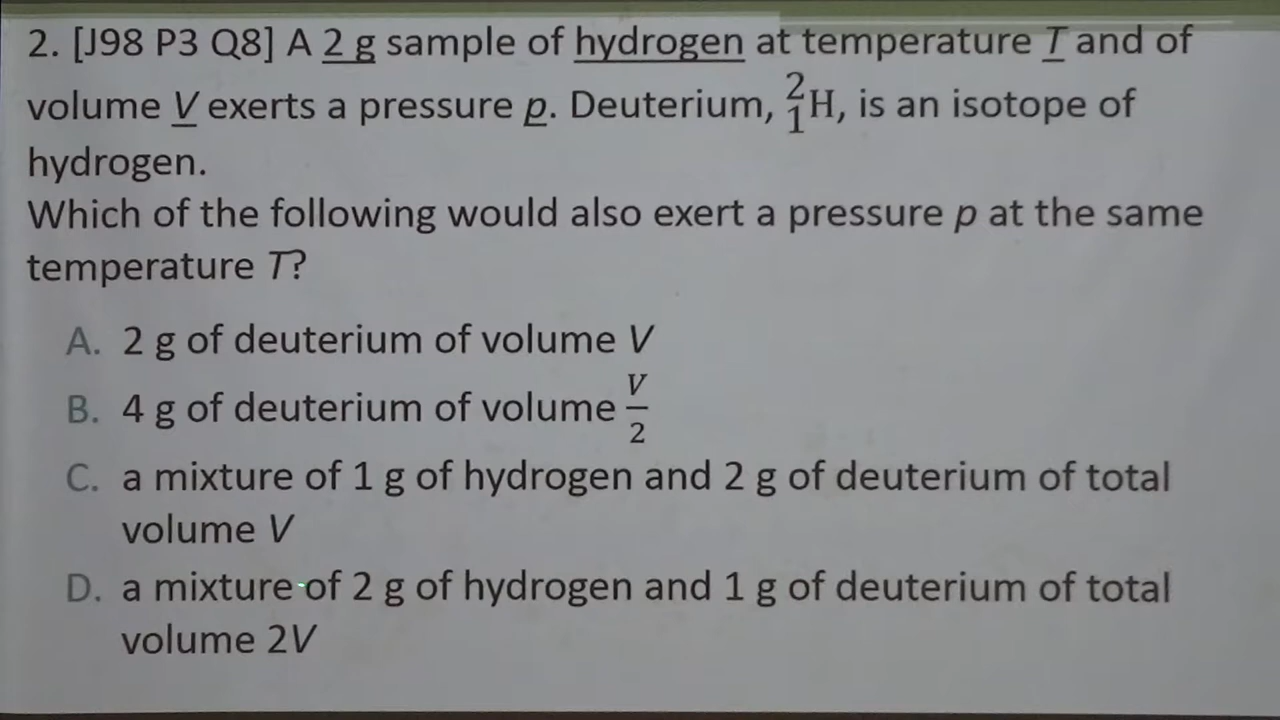 2. [J98 P3 Q8] A 2 g sample of hydrogen at temperature T and of
volume V exerts a pressure p. Deuterium, ²₁H, is an isotope of
hydrogen.
Which of the following would also exert a pressure p at the same
temperature T?
A. 2 g of deuterium of volume V
B. 4 g of deuterium of volume V/2
C. a mixture of 1 g of hydrogen and 2 g of deuterium of total
volume V
D. a mixture of 2 g of hydrogen and 1 g of deuterium of total
volume 2V